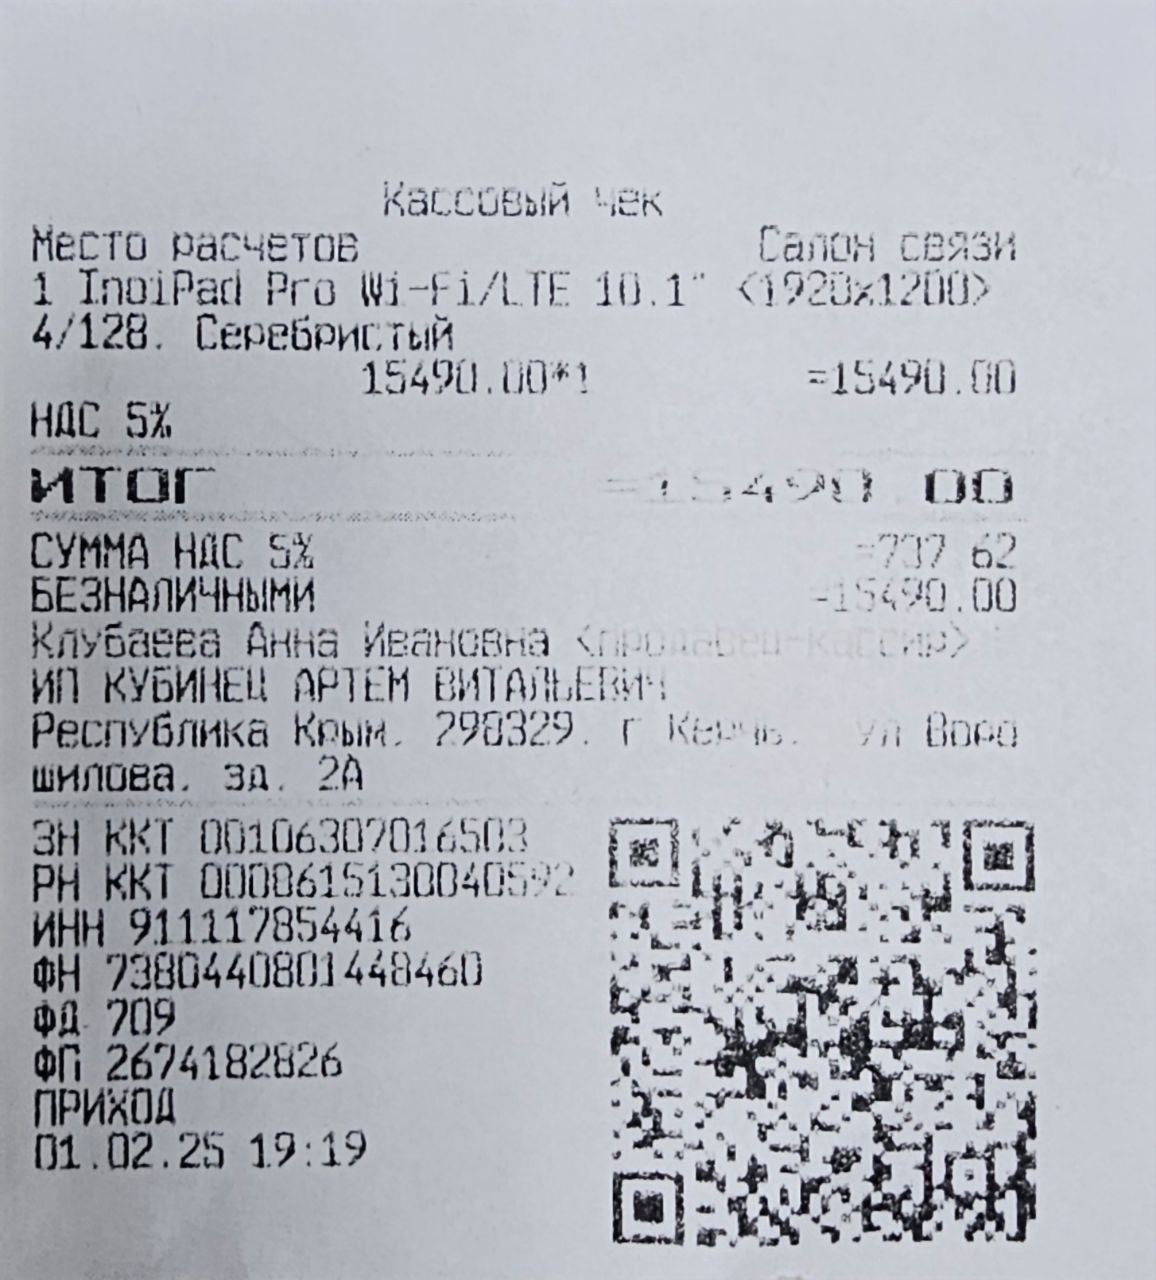 Кассовый чек
Место расчетов Салон связи
1 InoiPad Pro Wi-Fi/LTE 10.1" <1920x1200>
4/128. Серебристый
15490.00*1 =15490.00
НДС 5%
ИТОГ =15490.00
СУММА НДС 5% =737.62
БЕЗНАЛИЧНЫМИ =15490.00
Клубаева Анна Ивановна <продавец-кассир>
ИП КУБИНЕЦ АРТЕМ ВИТАЛЬЕВИЧ
Республика Крым. 298329. г Керчь. ул Воро
шилова. зд. 2А
ЗН ККТ 00106307016503
РН ККТ 0000615130040592
ИНН 911117854416
ФН 7380440801448460
ФД 709
ФП 2674182826
ПРИХОД
01.02.25 19:19